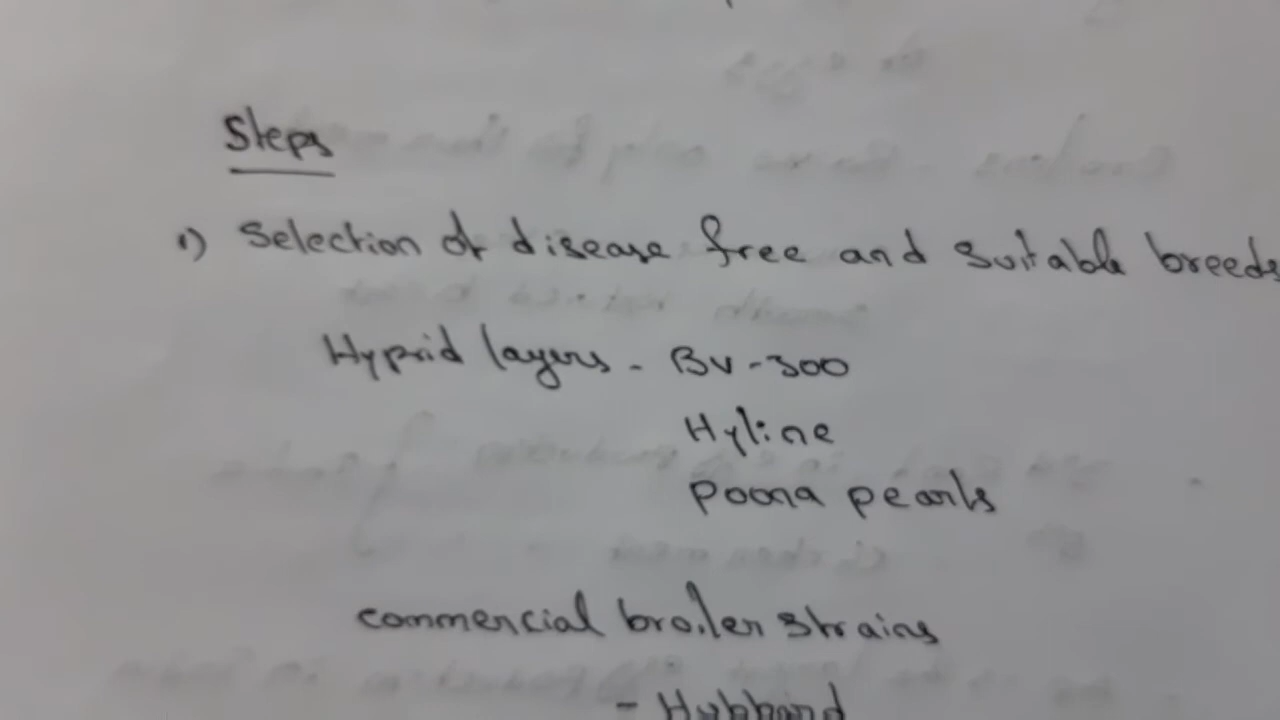 Steps
1) Selection of disease free and suitable breeds
Hyprid layers - BV-300
Hyline
Poona pearls
commercial broiler strains
- Hubbard